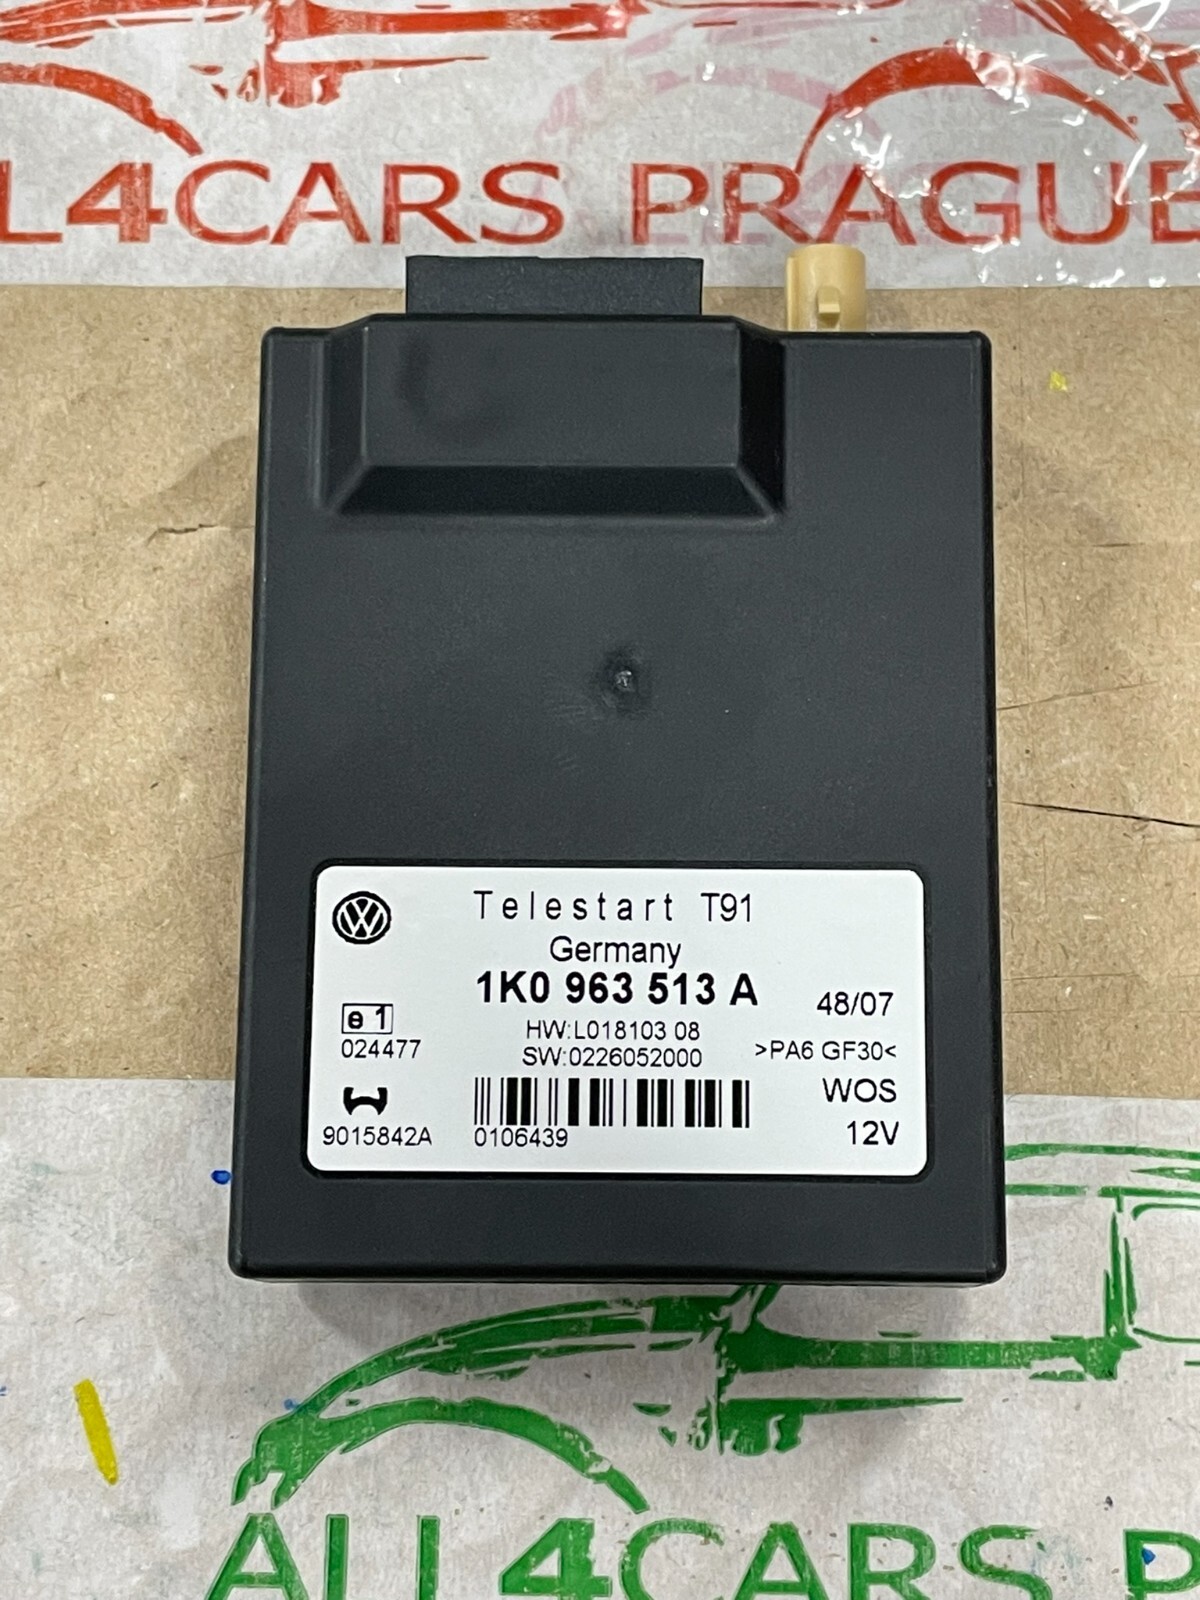 L4CARS PRAGUE
Telestart T91
Germany
1K0 963 513 A
48/07
e 1
HW:L018103 08
024477
SW:0226052000
>PA6 GF30<
WOS
9015842A
0106439
12V
ALL4CARS P